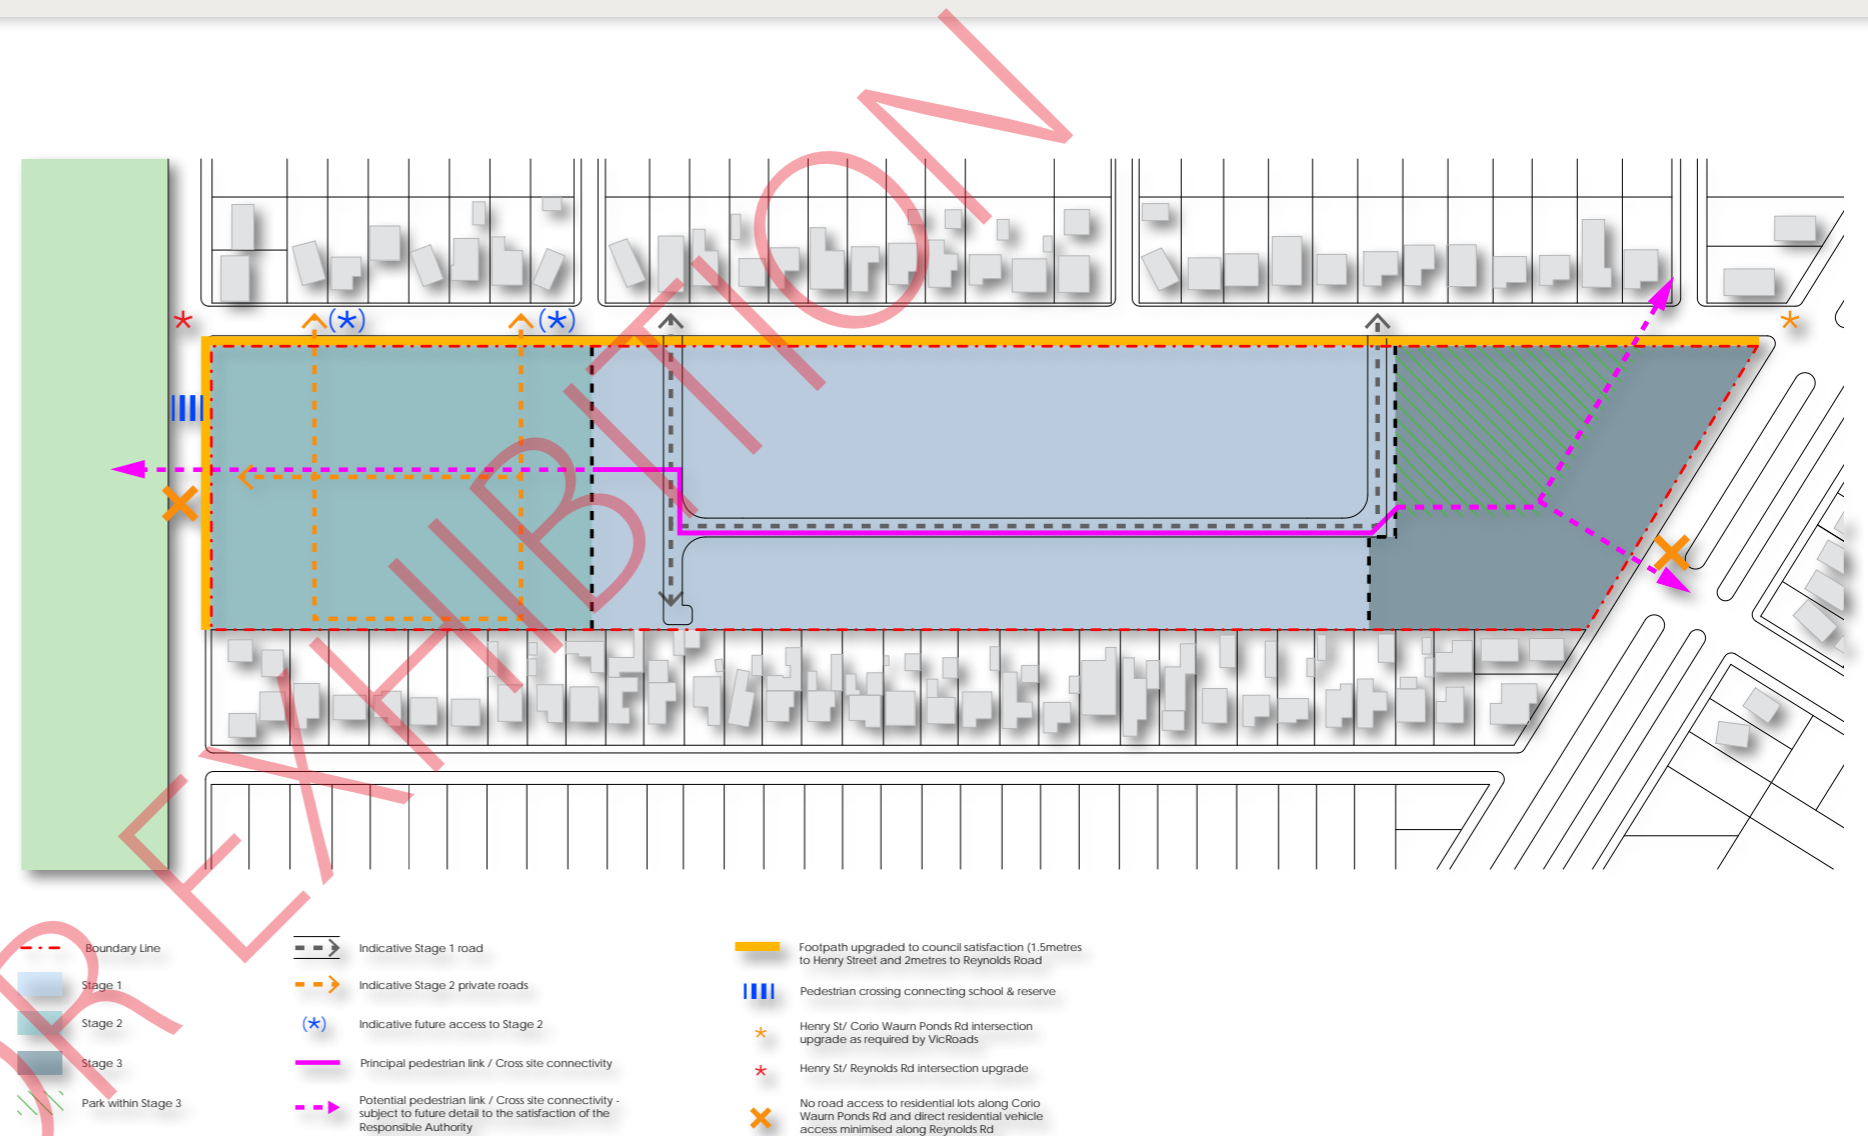 OR EXHIBITION
Boundary Line
Stage 1
Stage 2
Stage 3
Park within Stage 3
Indicative Stage 1 road
Indicative Stage 2 private roads
(*)
(*)
(*) Indicative future access to Stage 2
Principal pedestrian link / Cross site connectivity
Potential pedestrian link / Cross site connectivity -
subject to future detail to the satisfaction of the
Responsible Authority
Footpath upgraded to council satisfaction (1.5metres
to Henry Street and 2metres to Reynolds Road
Pedestrian crossing connecting school & reserve
Henry St/ Corio Waurn Ponds Rd intersection
upgrade as required by VicRoads
Henry St/ Reynolds Rd intersection upgrade
No road access to residential lots along Corio
Waurn Ponds Rd and direct residential vehicle
access minimised along Reynolds Rd